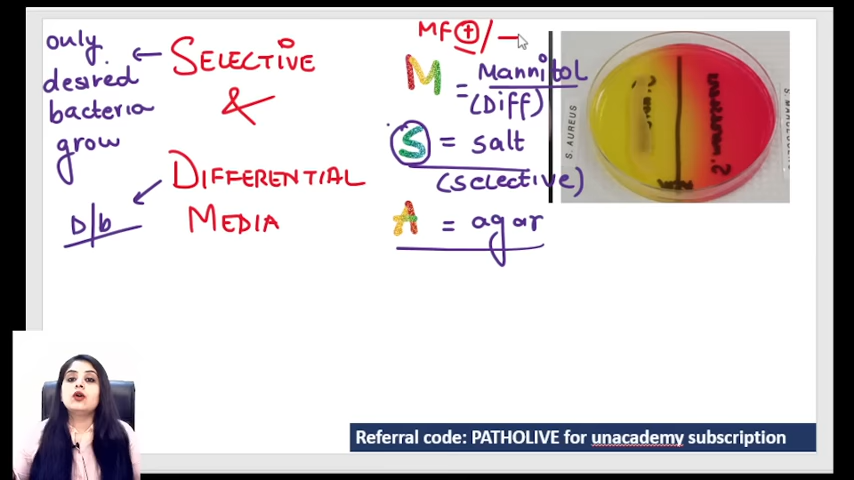 only
desired
bacteria
grow
SELECTIVE
&
DIFFERENTIAL
MEDIA
D/b
MF + / -
M = Mannitol
(Diff)
S = salt
(selective)
A = agar
S. AUREUS
Referral code: PATHOLIVE for unacademy subscription